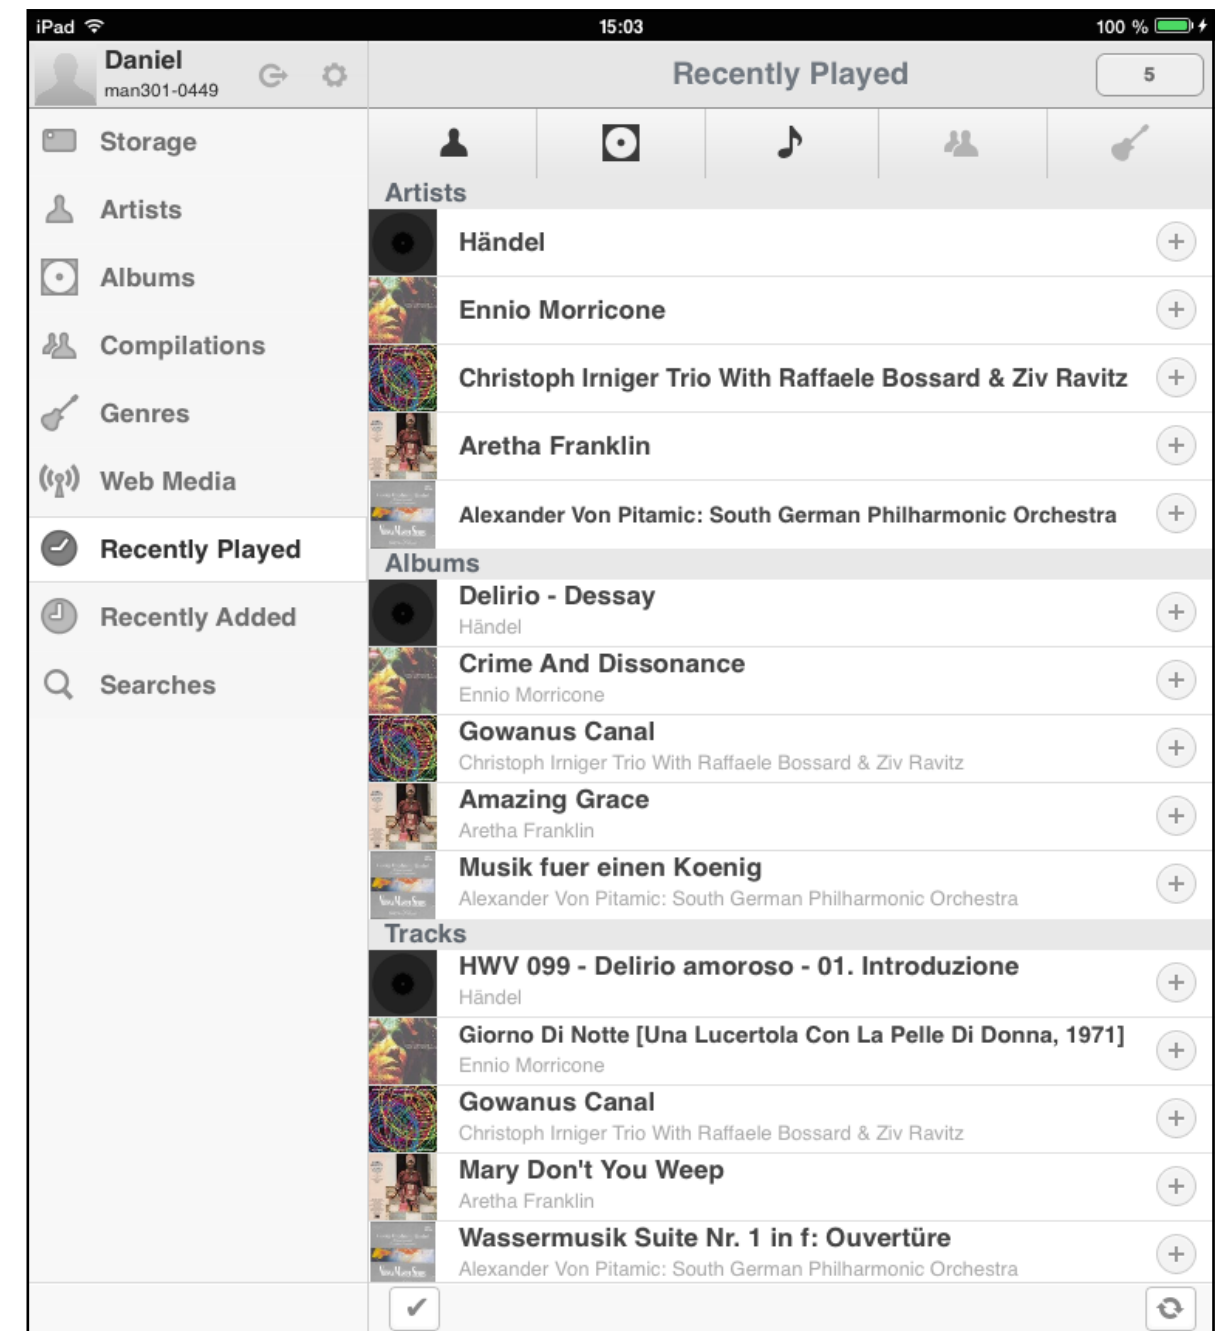 iPad 15:03 100 %
Daniel
man301-0449
Recently Played
5
Storage
Artists
Albums
Compilations
Genres
Web Media
Recently Played
Recently Added
Searches
Artists
Händel
Ennio Morricone
Christoph Irniger Trio With Raffaele Bossard & Ziv Ravitz
Aretha Franklin
Alexander Von Pitamic: South German Philharmonic Orchestra
Albums
Delirio - Dessay
Händel
Crime And Dissonance
Ennio Morricone
Gowanus Canal
Christoph Irniger Trio With Raffaele Bossard & Ziv Ravitz
Amazing Grace
Aretha Franklin
Musik fuer einen Koenig
Alexander Von Pitamic: South German Philharmonic Orchestra
Tracks
HWV 099 - Delirio amoroso - 01. Introduzione
Händel
Giorno Di Notte [Una Lucertola Con La Pelle Di Donna, 1971]
Ennio Morricone
Gowanus Canal
Christoph Irniger Trio With Raffaele Bossard & Ziv Ravitz
Mary Don't You Weep
Aretha Franklin
Wassermusik Suite Nr. 1 in f: Ouvertüre
Alexander Von Pitamic: South German Philharmonic Orchestra